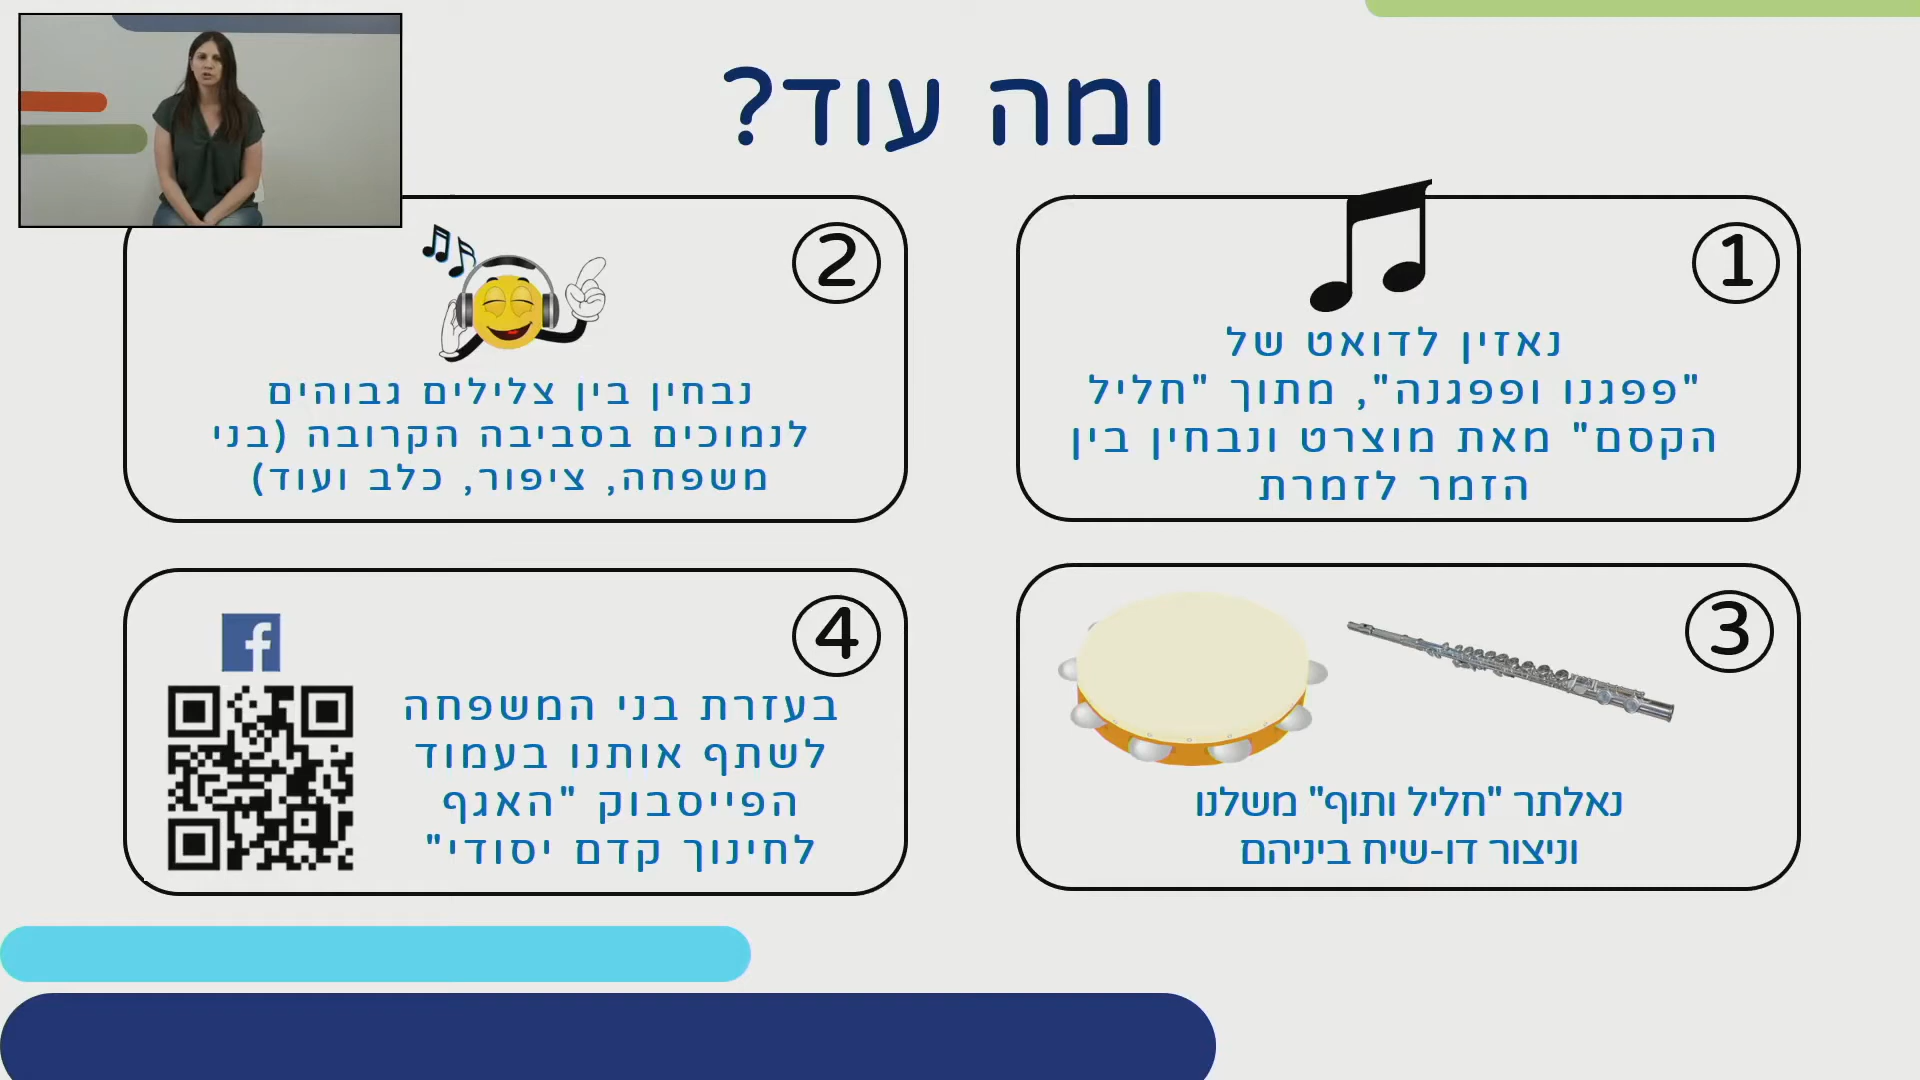 ומה עוד?
1
נאזין לדואט של
"פפגנו ופפגנה", מתוך "חליל
הקסם" מאת מוצרט ונבחין בין
הזמר לזמרת
2
נבחין בין צלילים גבוהים
לנמוכים בסביבה הקרובה (בני
משפחה, ציפור, כלב ועוד)
3
נאלתר "חליל ותוף" משלנו
וניצור דו-שיח ביניהם
4
f
בעזרת בני המשפחה
לשתף אותנו בעמוד
הפייסבוק "האגף
לחינוך קדם יסודי"